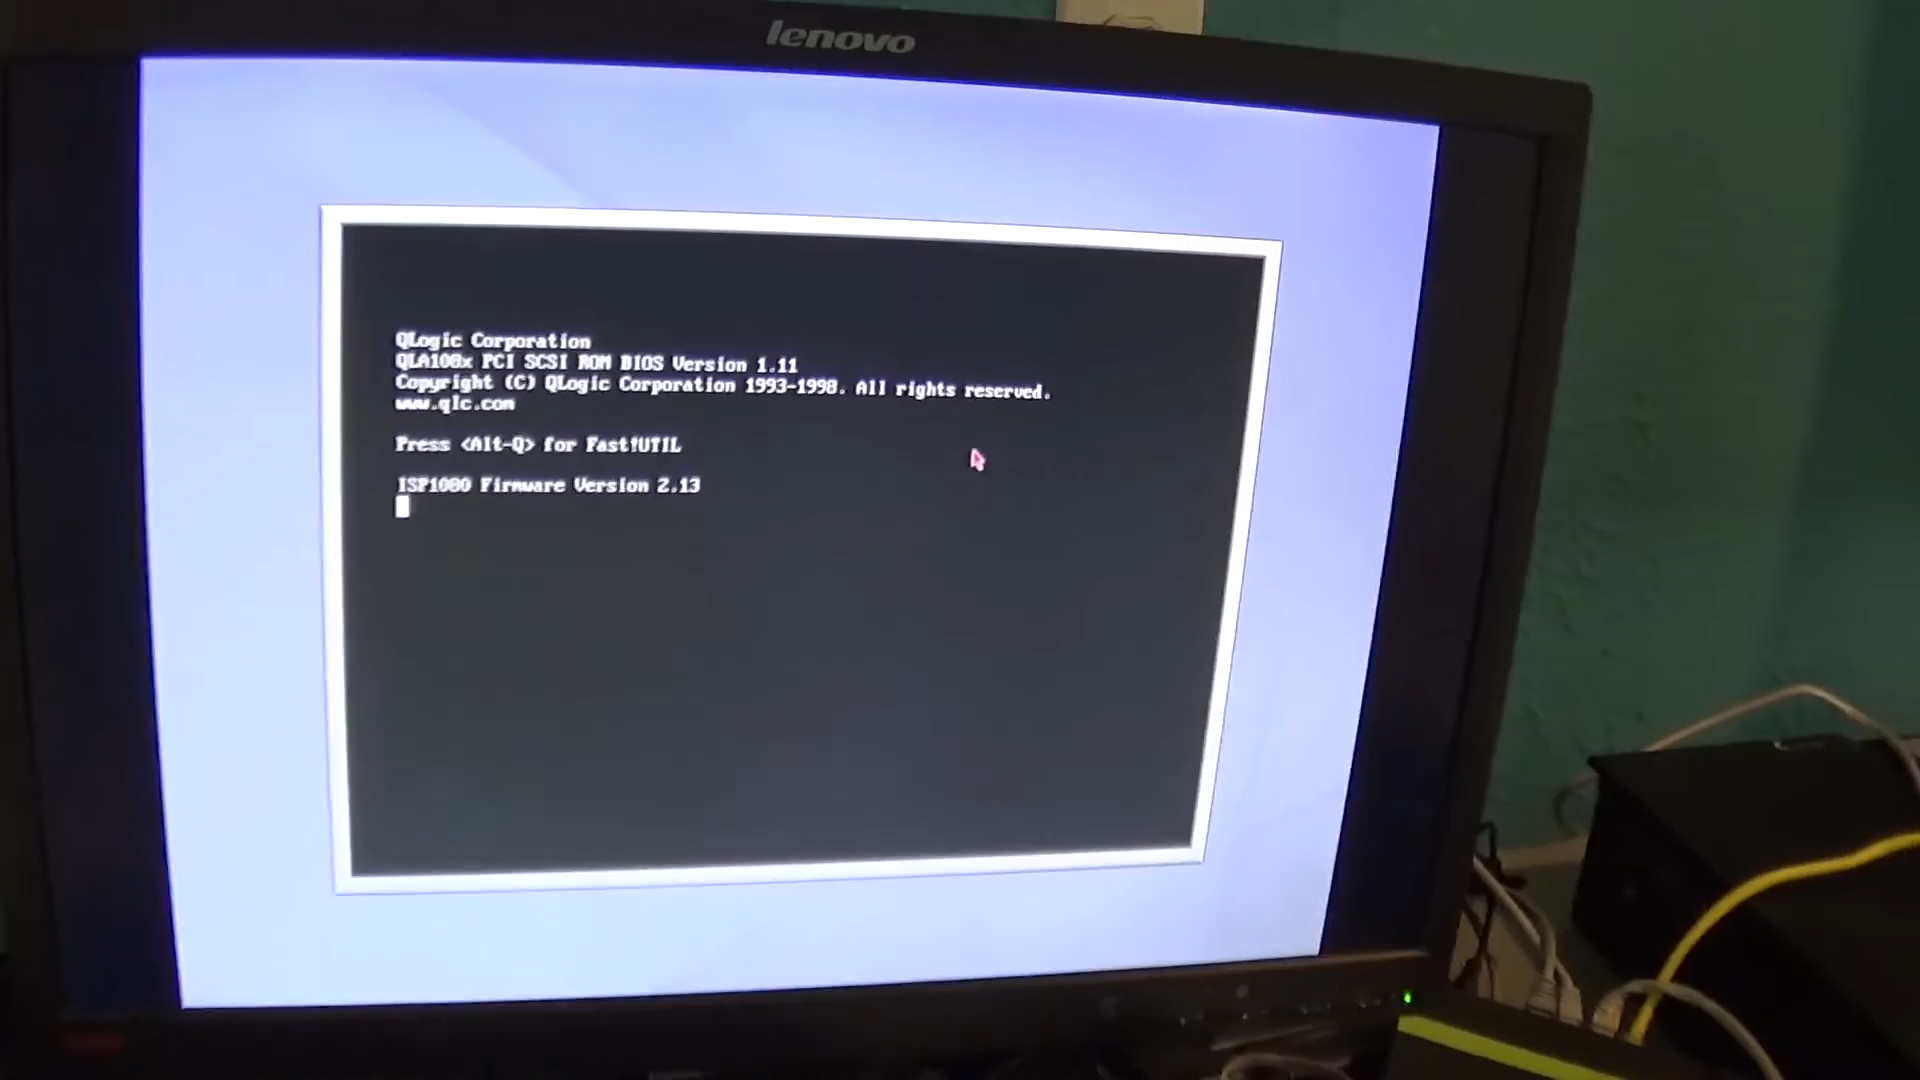 lenovo
QLogic Corporation
QLA108x PCI SCSI ROM BIOS Version 1.11
Copyright (C) QLogic Corporation 1993-1998. All rights reserved.
www.qlc.com
Press <Alt-Q> for Fast!UTIL
ISP1080 Firmware Version 2.13